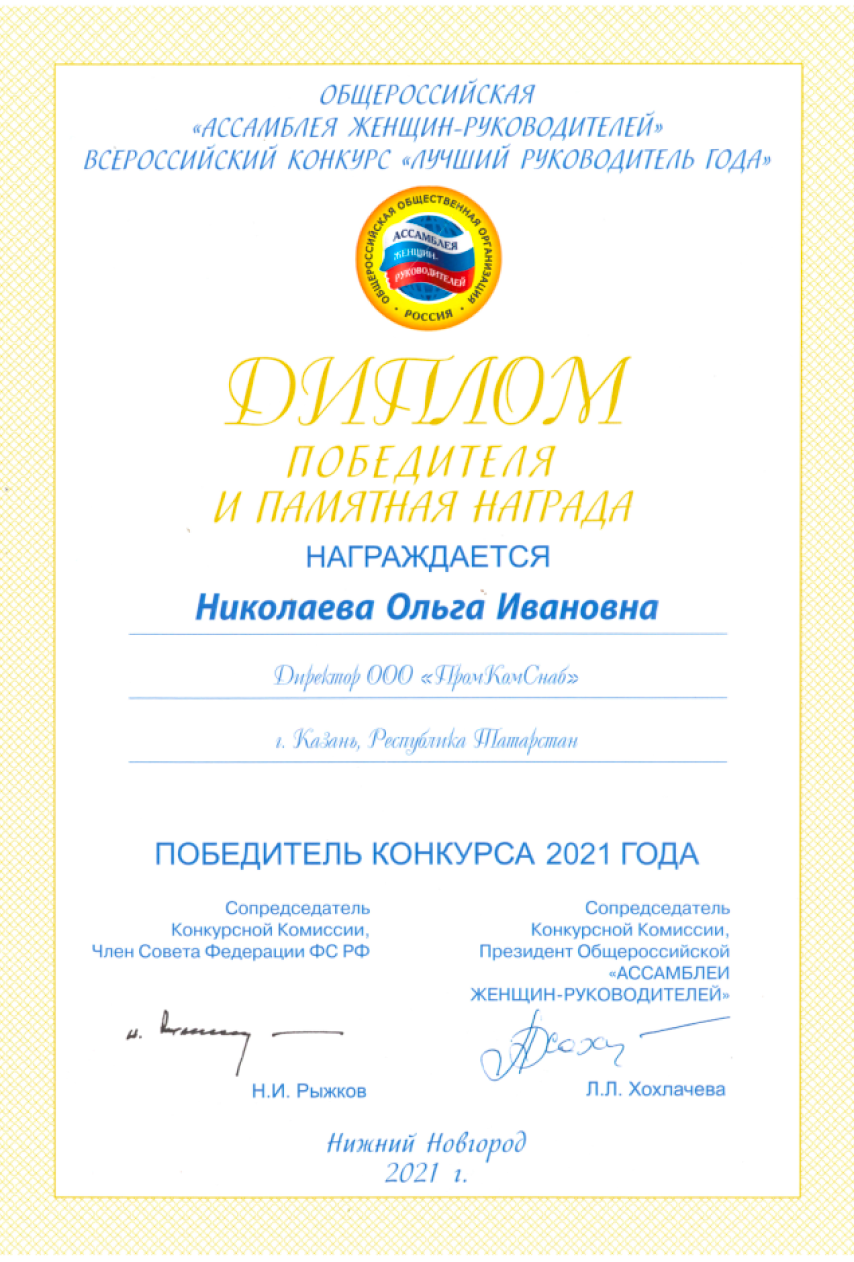 ОБЩЕРОССИЙСКАЯ
«АССАМБЛЕЯ ЖЕНЩИН-РУКОВОДИТЕЛЕЙ»
ВСЕРОССИЙСКИЙ КОНКУРС «ЛУЧШИЙ РУКОВОДИТЕЛЬ ГОДА»
ОБЩЕРОССИЙСКАЯ ОБЩЕСТВЕННАЯ ОРГАНИЗАЦИЯ
АССАМБЛЕЯ
ЖЕНЩИН-
РУКОВОДИТЕЛЕЙ
• РОССИЯ •
ДИПЛОМ
ПОБЕДИТЕЛЯ
И ПАМЯТНАЯ НАГРАДА
НАГРАЖДАЕТСЯ
Николаева Ольга Ивановна
Директор ООО «ПромКомСнаб»
г. Казань, Республика Татарстан
ПОБЕДИТЕЛЬ КОНКУРСА 2021 ГОДА
Сопредседатель
Конкурсной Комиссии,
Член Совета Федерации ФС РФ
Н.И. Рыжков
Сопредседатель
Конкурсной Комиссии,
Президент Общероссийской
«АССАМБЛЕИ
ЖЕНЩИН-РУКОВОДИТЕЛЕЙ»
Л.Л. Хохлачева
Нижний Новгород
2021 г.